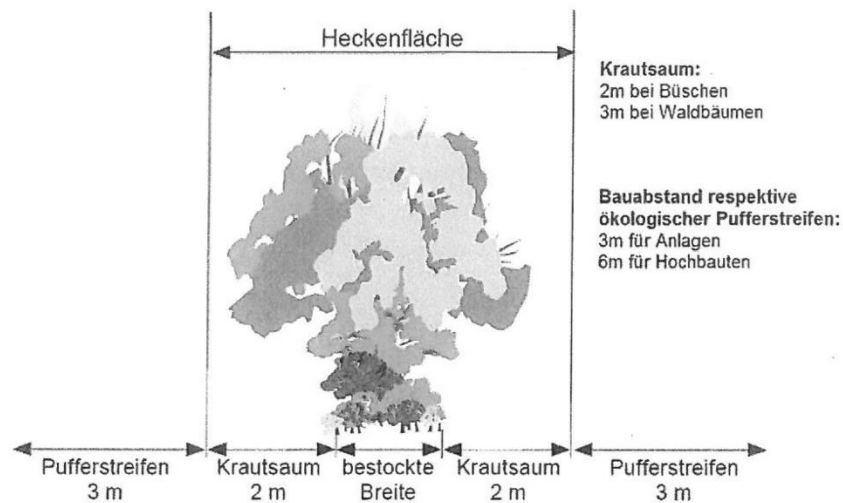 Heckenfläche
Krautsaum:
2m bei Büschen
3m bei Waldbäumen
Bauabstand respektive
ökologischer Pufferstreifen:
3m für Anlagen
6m für Hochbauten
Pufferstreifen
3 m
Krautsaum
2 m
bestockte
Breite
Krautsaum
2 m
Pufferstreifen
3 m